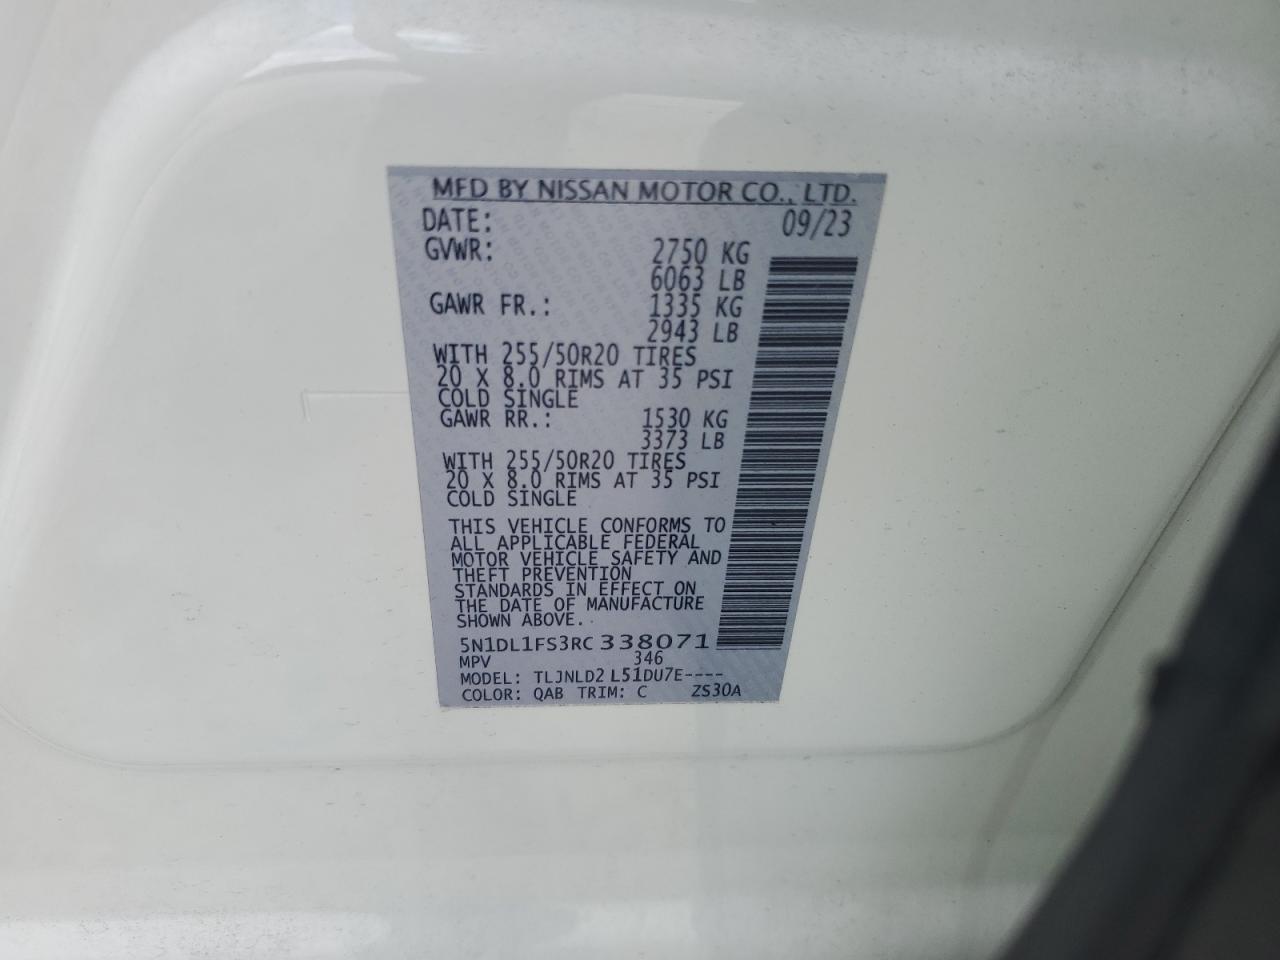 MFD BY NISSAN MOTOR CO., LTD.
DATE: 09/23
GVWR: 2750 KG
6063 LB
GAWR FR.: 1335 KG
2943 LB
WITH 255/50R20 TIRES
20 X 8.0 RIMS AT 35 PSI
COLD SINGLE
GAWR RR.: 1530 KG
3373 LB
WITH 255/50R20 TIRES
20 X 8.0 RIMS AT 35 PSI
COLD SINGLE
THIS VEHICLE CONFORMS TO
ALL APPLICABLE FEDERAL
MOTOR VEHICLE SAFETY AND
THEFT PREVENTION
STANDARDS IN EFFECT ON
THE DATE OF MANUFACTURE
SHOWN ABOVE.
5N1DL1FS3RC338071
MPV 346
MODEL: TLJNLD2 L51DU7E----
COLOR: QAB TRIM: C ZS30A